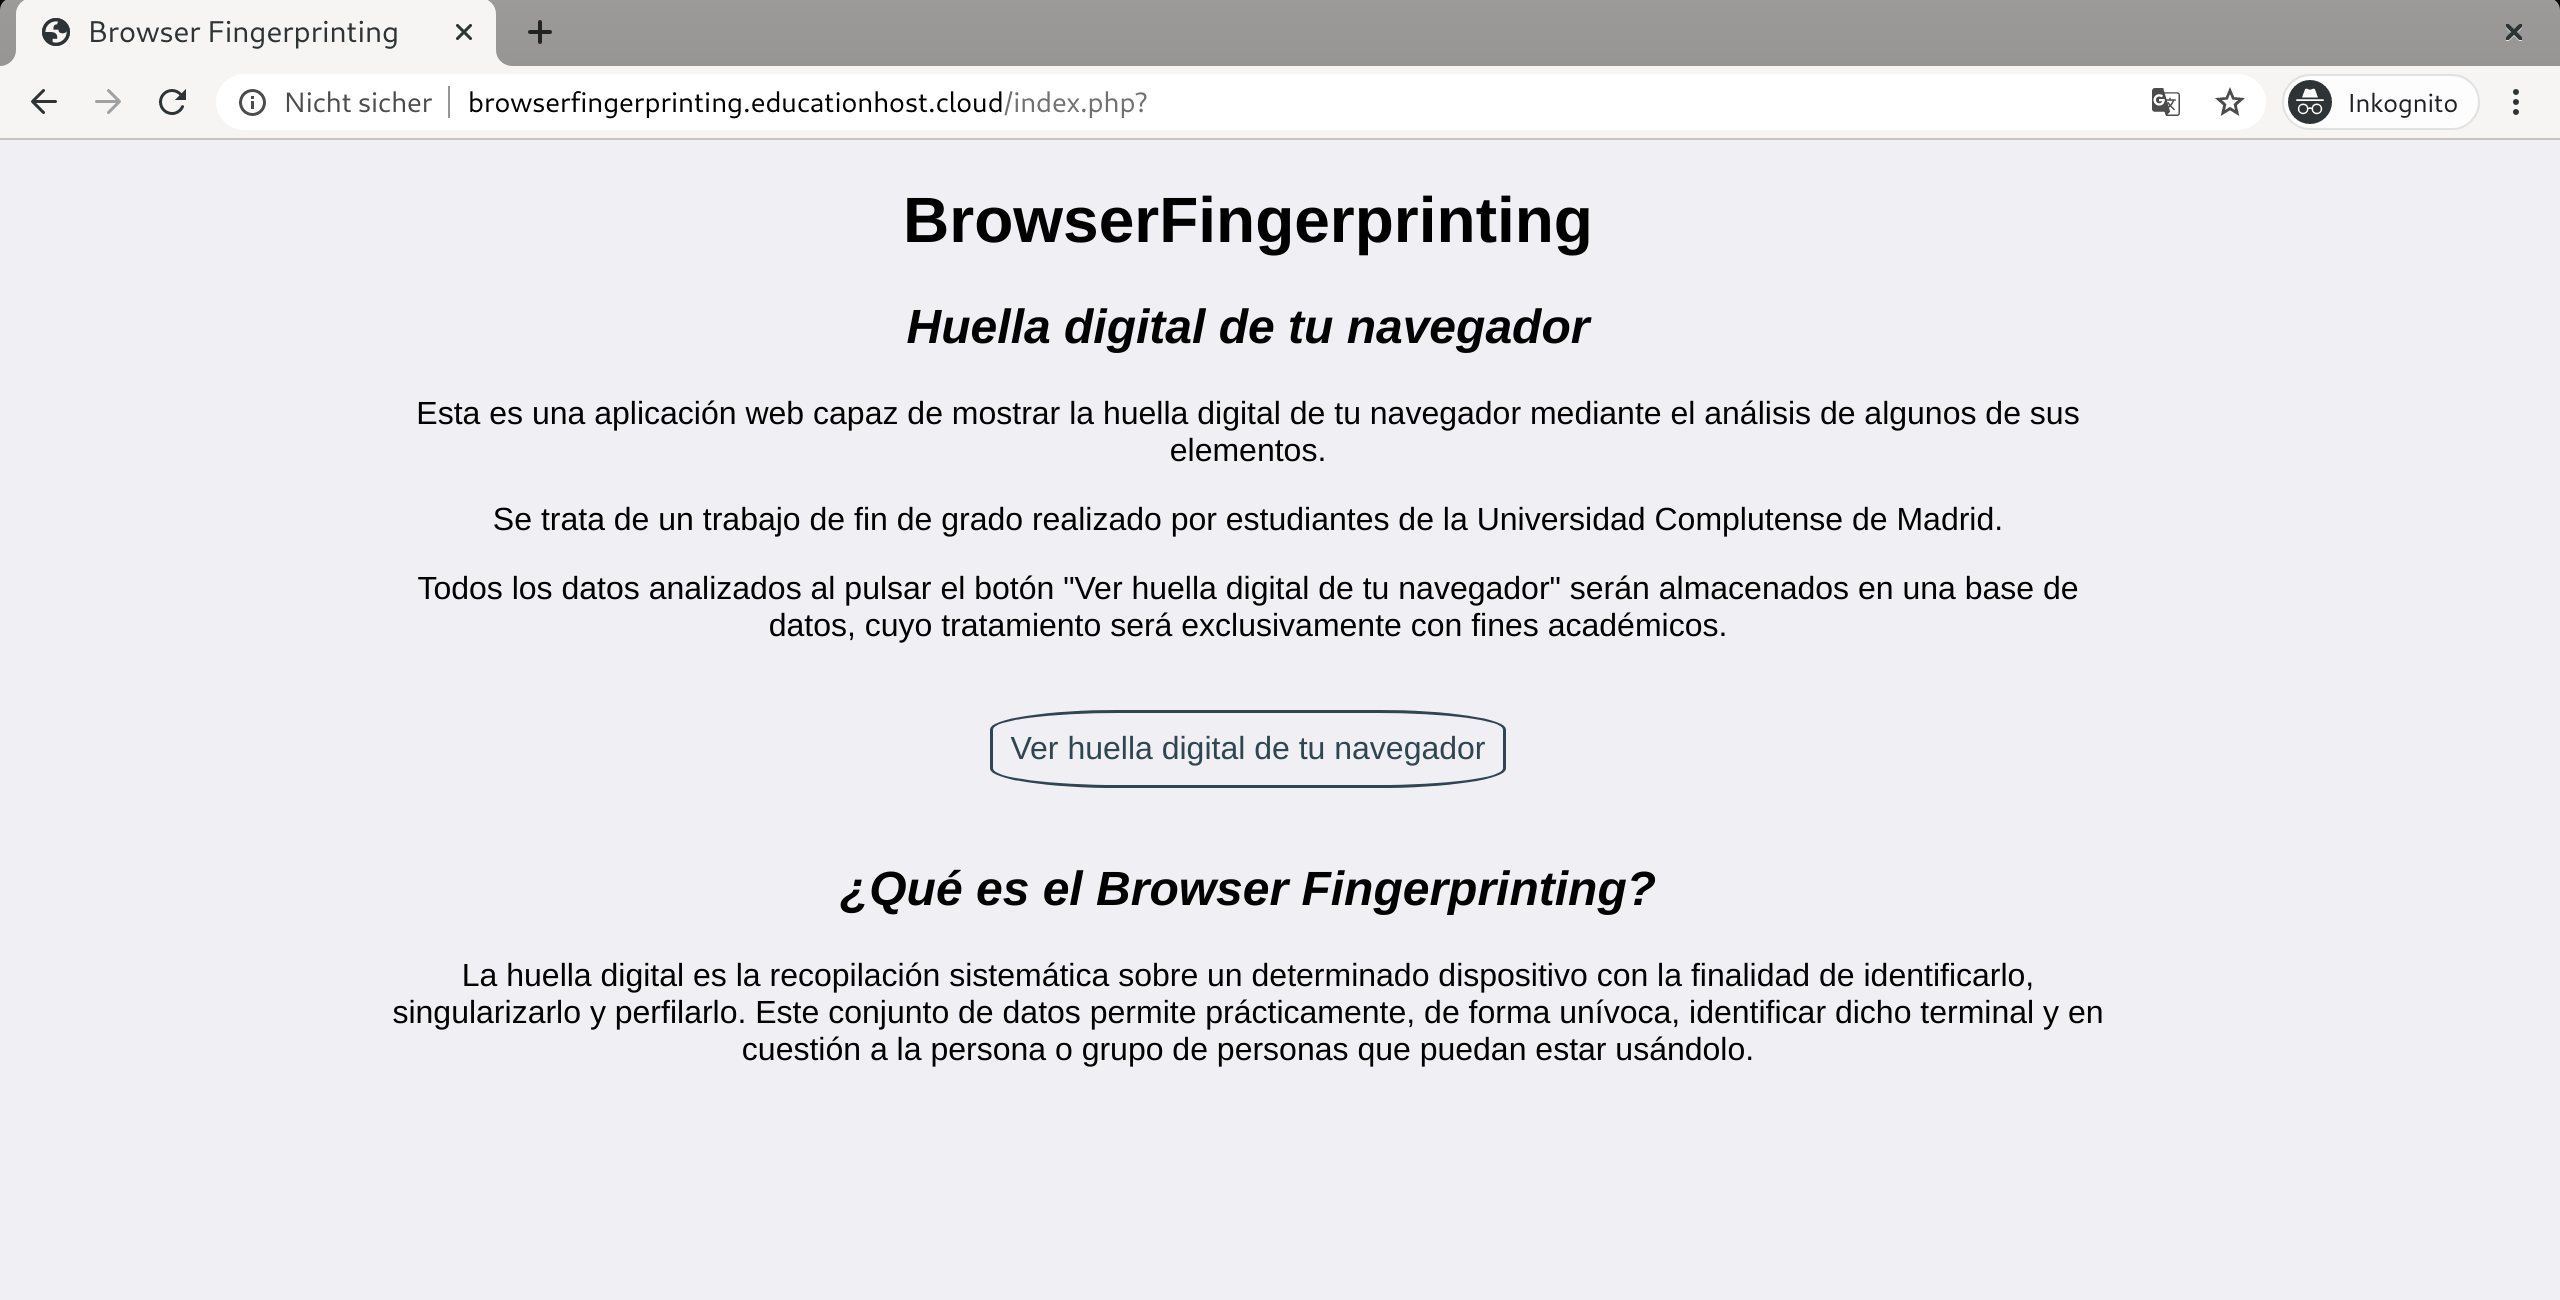 Browser Fingerprinting
Nicht sicher browserfingerprinting.educationhost.cloud/index.php? Inkognito
BrowserFingerprinting
Huella digital de tu navegador
Esta es una aplicación web capaz de mostrar la huella digital de tu navegador mediante el análisis de algunos de sus
elementos.
Se trata de un trabajo de fin de grado realizado por estudiantes de la Universidad Complutense de Madrid.
Todos los datos analizados al pulsar el botón "Ver huella digital de tu navegador" serán almacenados en una base de
datos, cuyo tratamiento será exclusivamente con fines académicos.
Ver huella digital de tu navegador
¿Qué es el Browser Fingerprinting?
La huella digital es la recopilación sistemática sobre un determinado dispositivo con la finalidad de identificarlo,
singularizarlo y perfilarlo. Este conjunto de datos permite prácticamente, de forma unívoca, identificar dicho terminal y en
cuestión a la persona o grupo de personas que puedan estar usándolo.